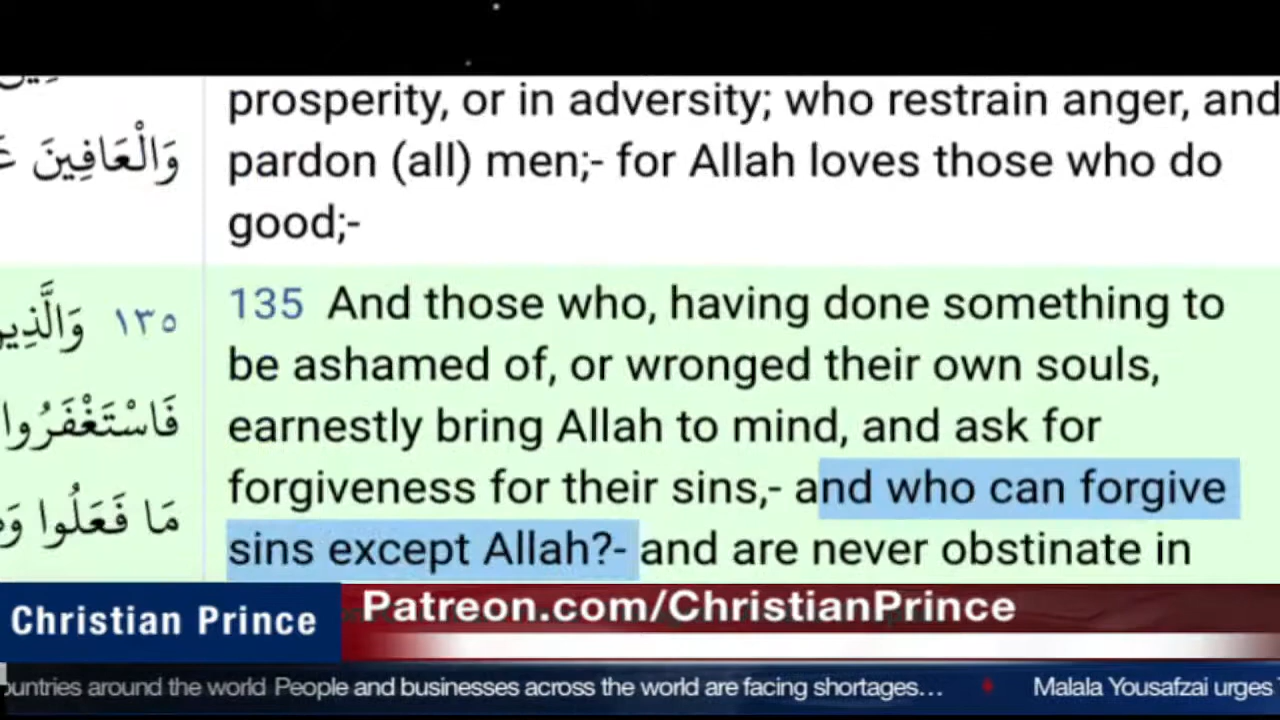 prosperity, or in adversity; who restrain anger, and
وَالْعَافِينَ
pardon (all) men;- for Allah loves those who do
good;-
١٣٥ وَالَّذِي
135 And those who, having done something to
be ashamed of, or wronged their own souls,
فَاسْتَغْفَرُوا
earnestly bring Allah to mind, and ask for
forgiveness for their sins,- and who can forgive
مَا فَعَلُوا
sins except Allah?- and are never obstinate in
Christian Prince
Patreon.com/ChristianPrince
ountries around the world People and businesses across the world are facing shortages... Malala Yousafzai urges